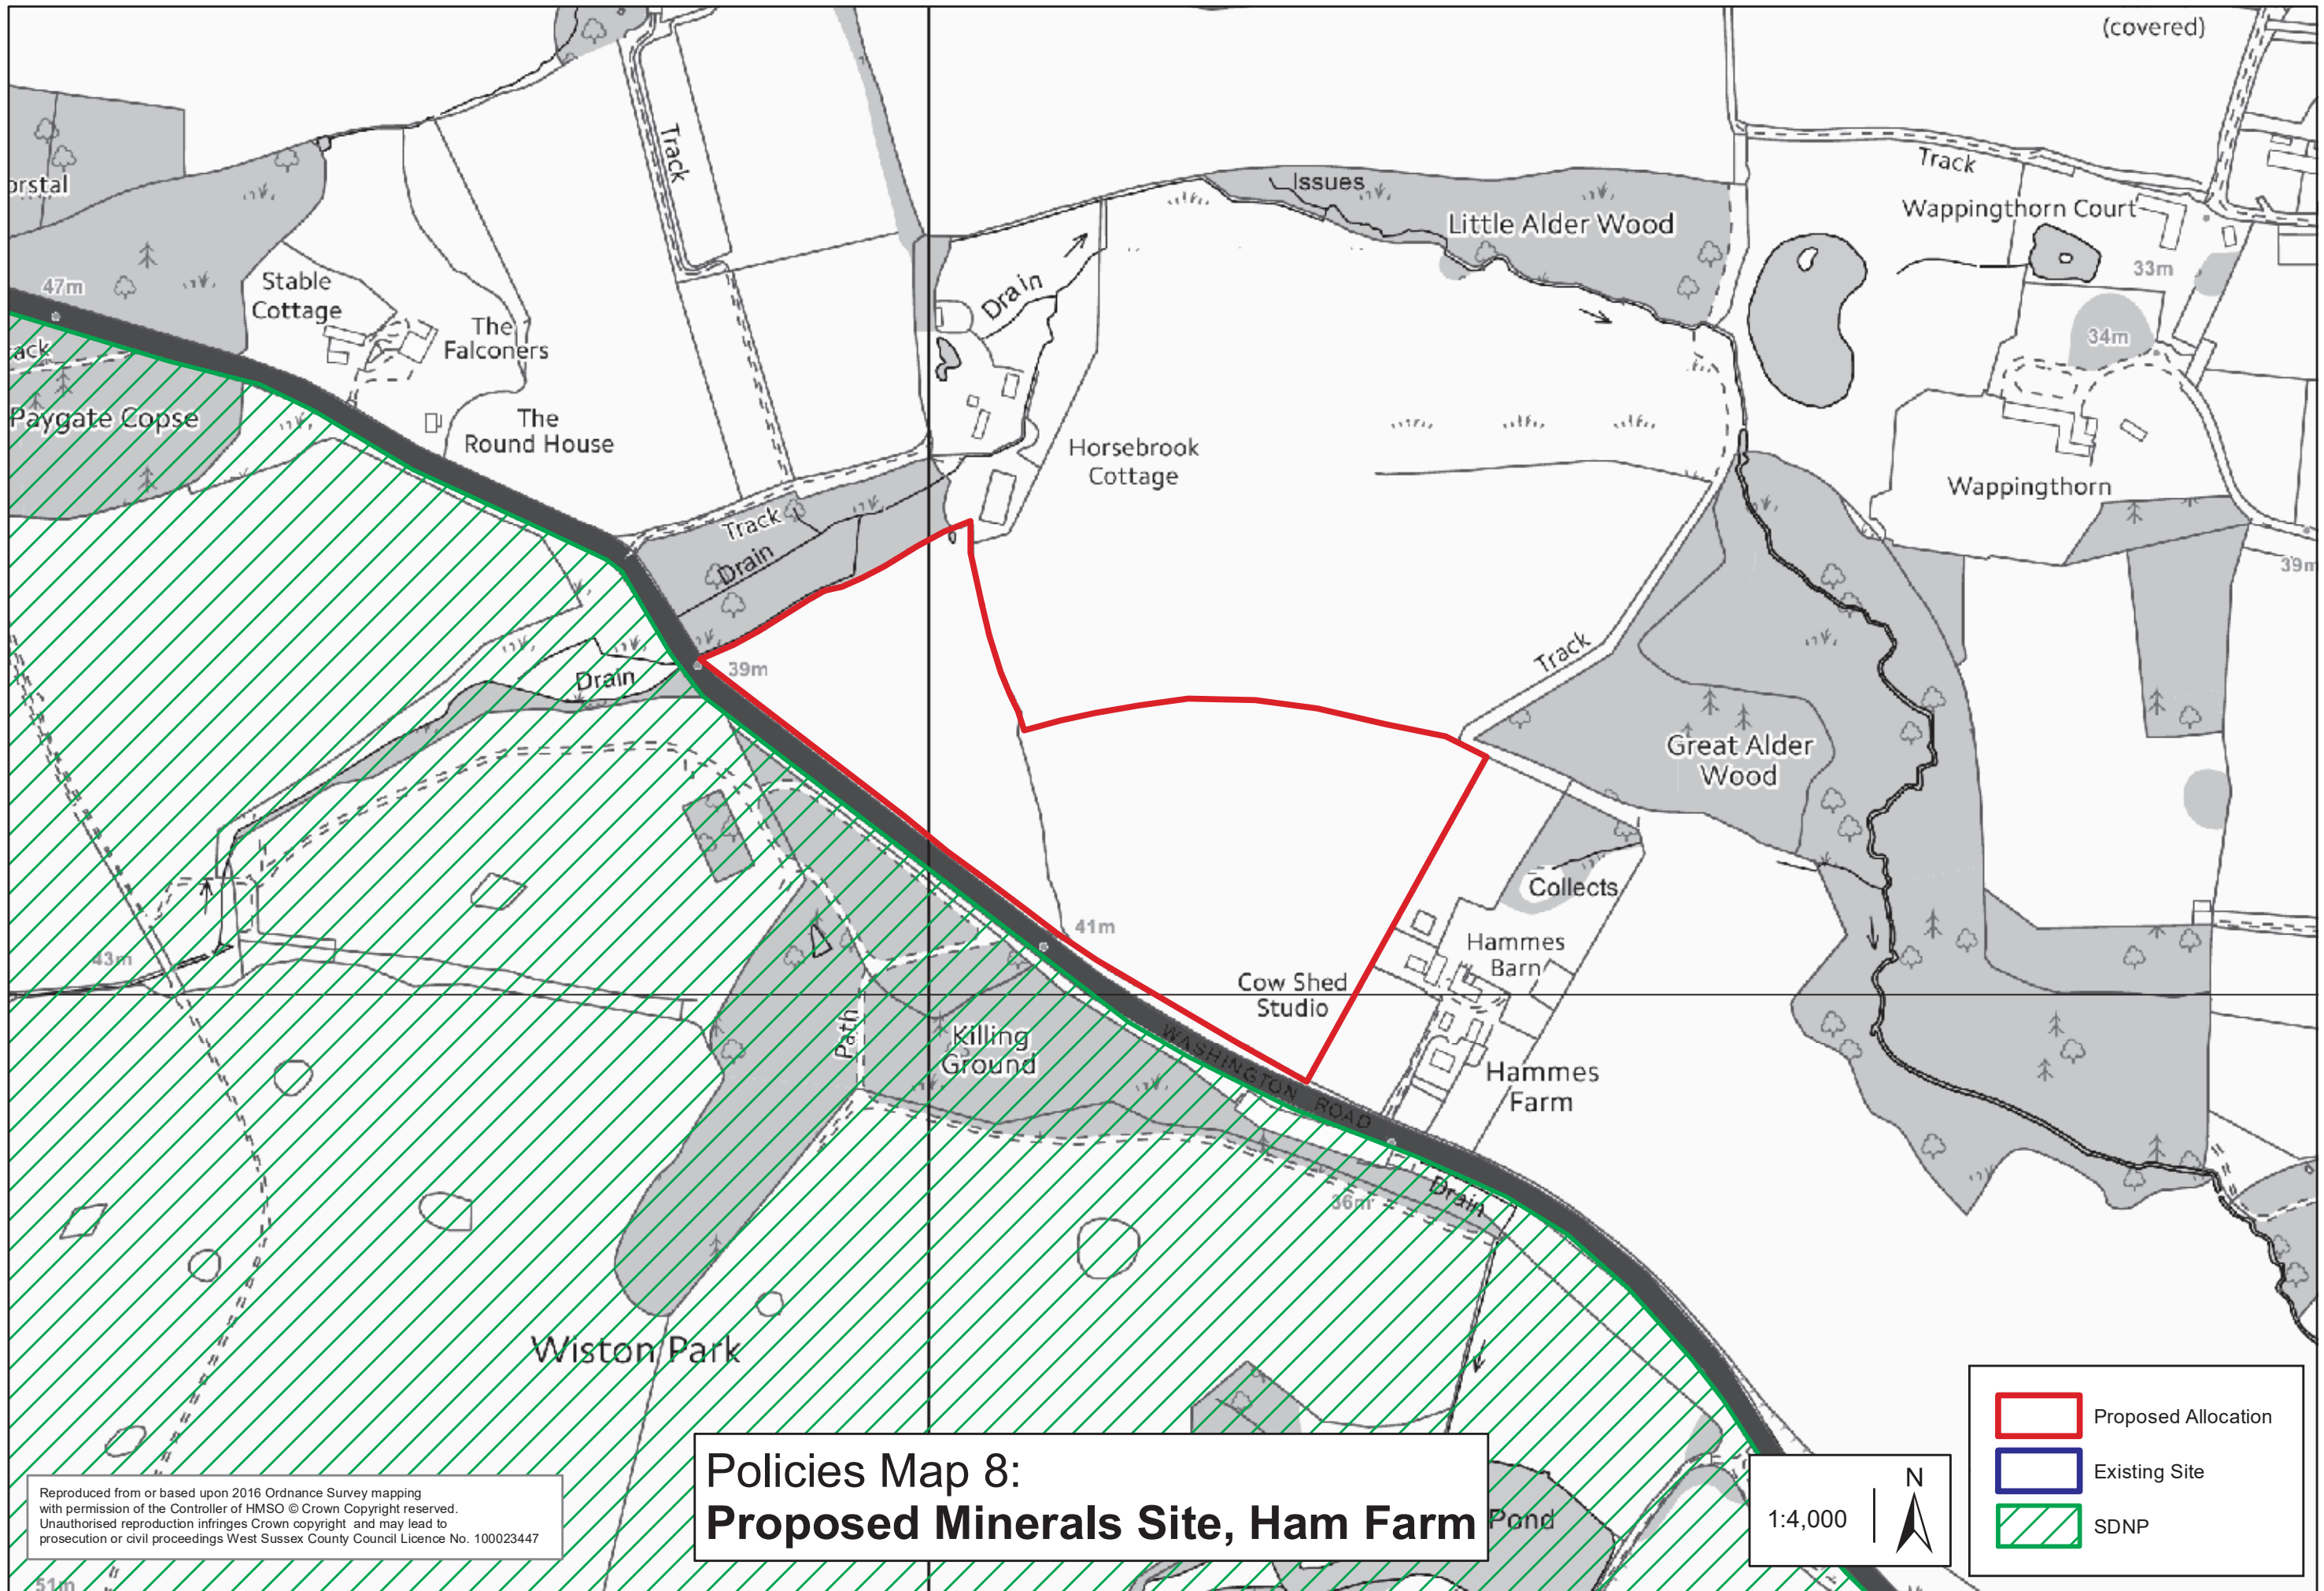 (covered)
Track
Issues
Track
orstal
Little Alder Wood
Wappingthorn Court
47m
Stable
Cottage
Drain
33m
The
Falconers
34m
ack
Paygate Copse
The
Round House
Horsebrook
Cottage
Wappingthorn
Track
Drain
39m
Track
39m
Drain
Great Alder
Wood
Collects
41m
43m
Hammes
Barn
Cow Shed
Studio
Path
Killing
Ground
WASHINGTON ROAD
Hammes
Farm
36m
Drain
Wiston Park
Pond
51m
Policies Map 8:
Proposed Minerals Site, Ham Farm
Reproduced from or based upon 2016 Ordnance Survey mapping
with permission of the Controller of HMSO © Crown Copyright reserved.
Unauthorised reproduction infringes Crown copyright and may lead to
prosecution or civil proceedings West Sussex County Council Licence No. 100023447
1:4,000
N
Proposed Allocation
Existing Site
SDNP